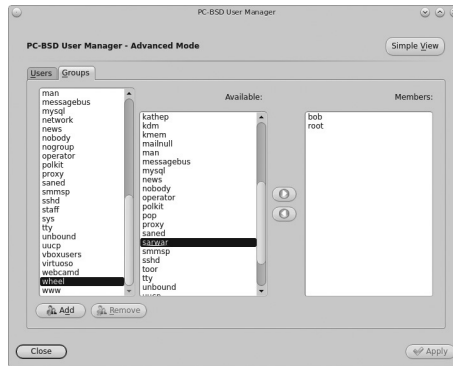 PC-BSD User Manager
PC-BSD User Manager - Advanced Mode
Simple View
Users
Groups
man
messagebus
mysql
network
news
nobody
nogroup
operator
polkit
proxy
saned
smmsp
sshd
staff
sys
tty
unbound
uucp
vboxusers
virtuoso
webcamd
wheel
www
Available:
kathep
kdm
kmem
mailnull
man
messagebus
mysql
news
nobody
operator
polkit
pop
proxy
saned
sarwar
smmsp
sshd
toor
tty
unbound
uucp
Members:
bob
root
Add
Remove
Close
Apply